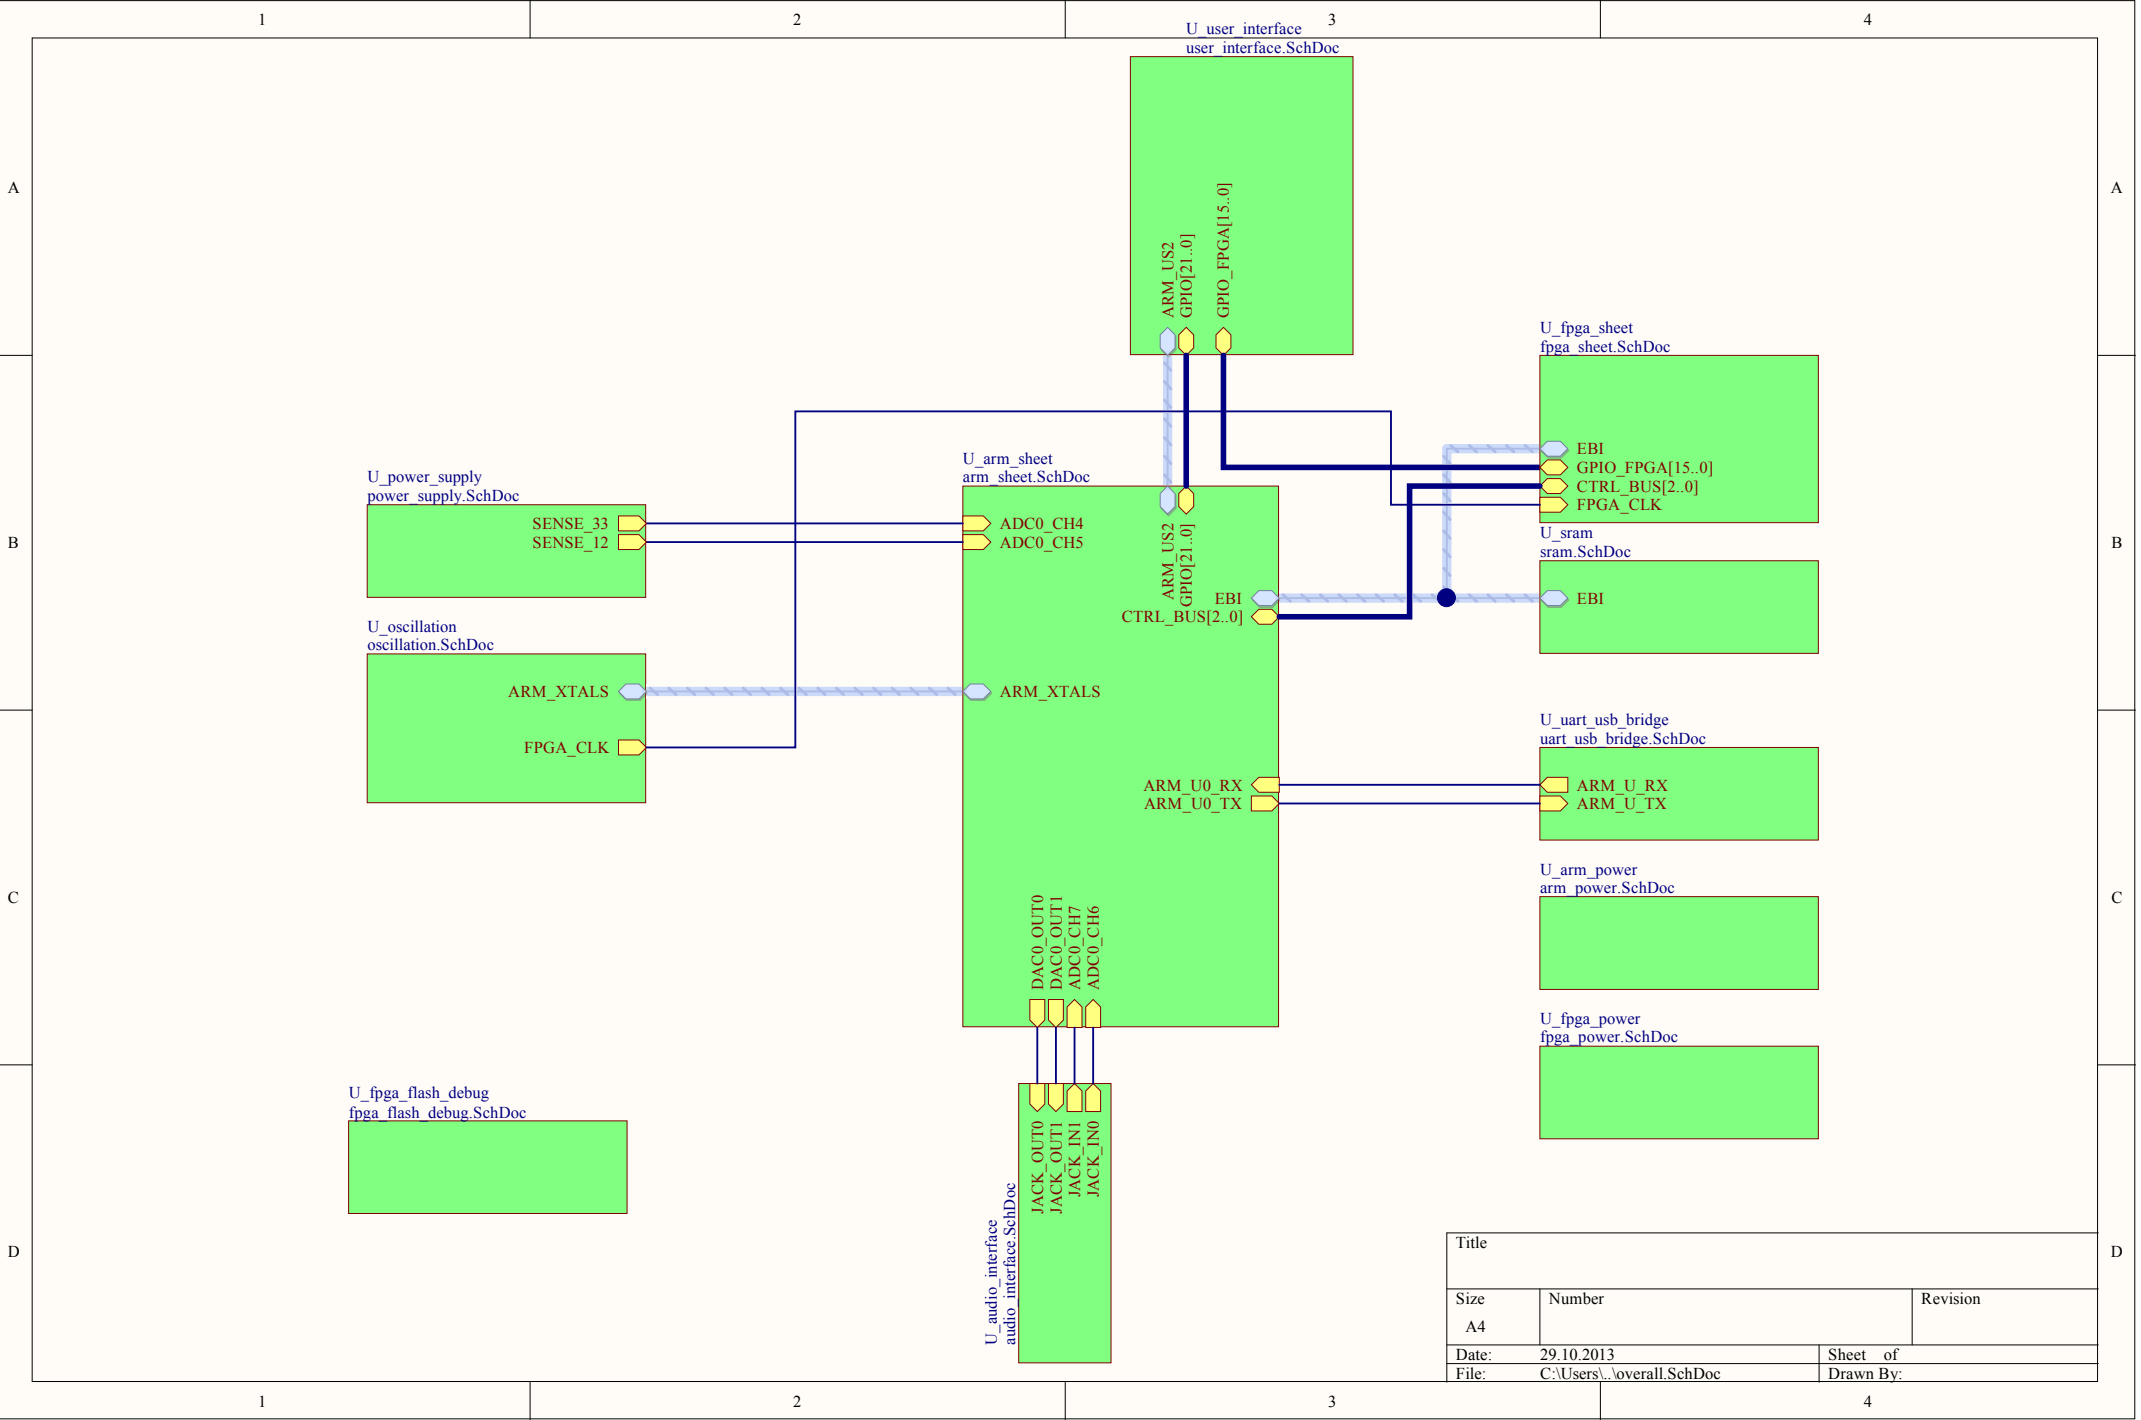 1
2
3
4
A
A
B
B
C
C
D
D
U_user_interface
user_interface.SchDoc
ARM_US2
GPIO[21..0]
GPIO_FPGA[15..0]
U_fpga_sheet
fpga_sheet.SchDoc
EBI
GPIO_FPGA[15..0]
CTRL_BUS[2..0]
FPGA_CLK
U_power_supply
power_supply.SchDoc
SENSE_33
SENSE_12
U_arm_sheet
arm_sheet.SchDoc
ADC0_CH4
ADC0_CH5
ARM_US2
GPIO[21..0]
EBI
CTRL_BUS[2..0]
ARM_XTALS
ARM_U0_RX
ARM_U0_TX
DAC0_OUT0
DAC0_OUT1
ADC0_CH7
ADC0_CH6
U_sram
sram.SchDoc
EBI
U_oscillation
oscillation.SchDoc
ARM_XTALS
FPGA_CLK
U_uart_usb_bridge
uart_usb_bridge.SchDoc
ARM_U_RX
ARM_U_TX
U_arm_power
arm_power.SchDoc
U_fpga_power
fpga_power.SchDoc
U_fpga_flash_debug
fpga_flash_debug.SchDoc
JACK_OUT0
JACK_OUT1
JACK_IN1
JACK_IN0
U_audio_interface
audio_interface.SchDoc
Title
Size
A4
Number
Revision
Date:
29.10.2013
Sheet of
File:
C:\Users\..\overall.SchDoc
Drawn By:
1
2
3
4